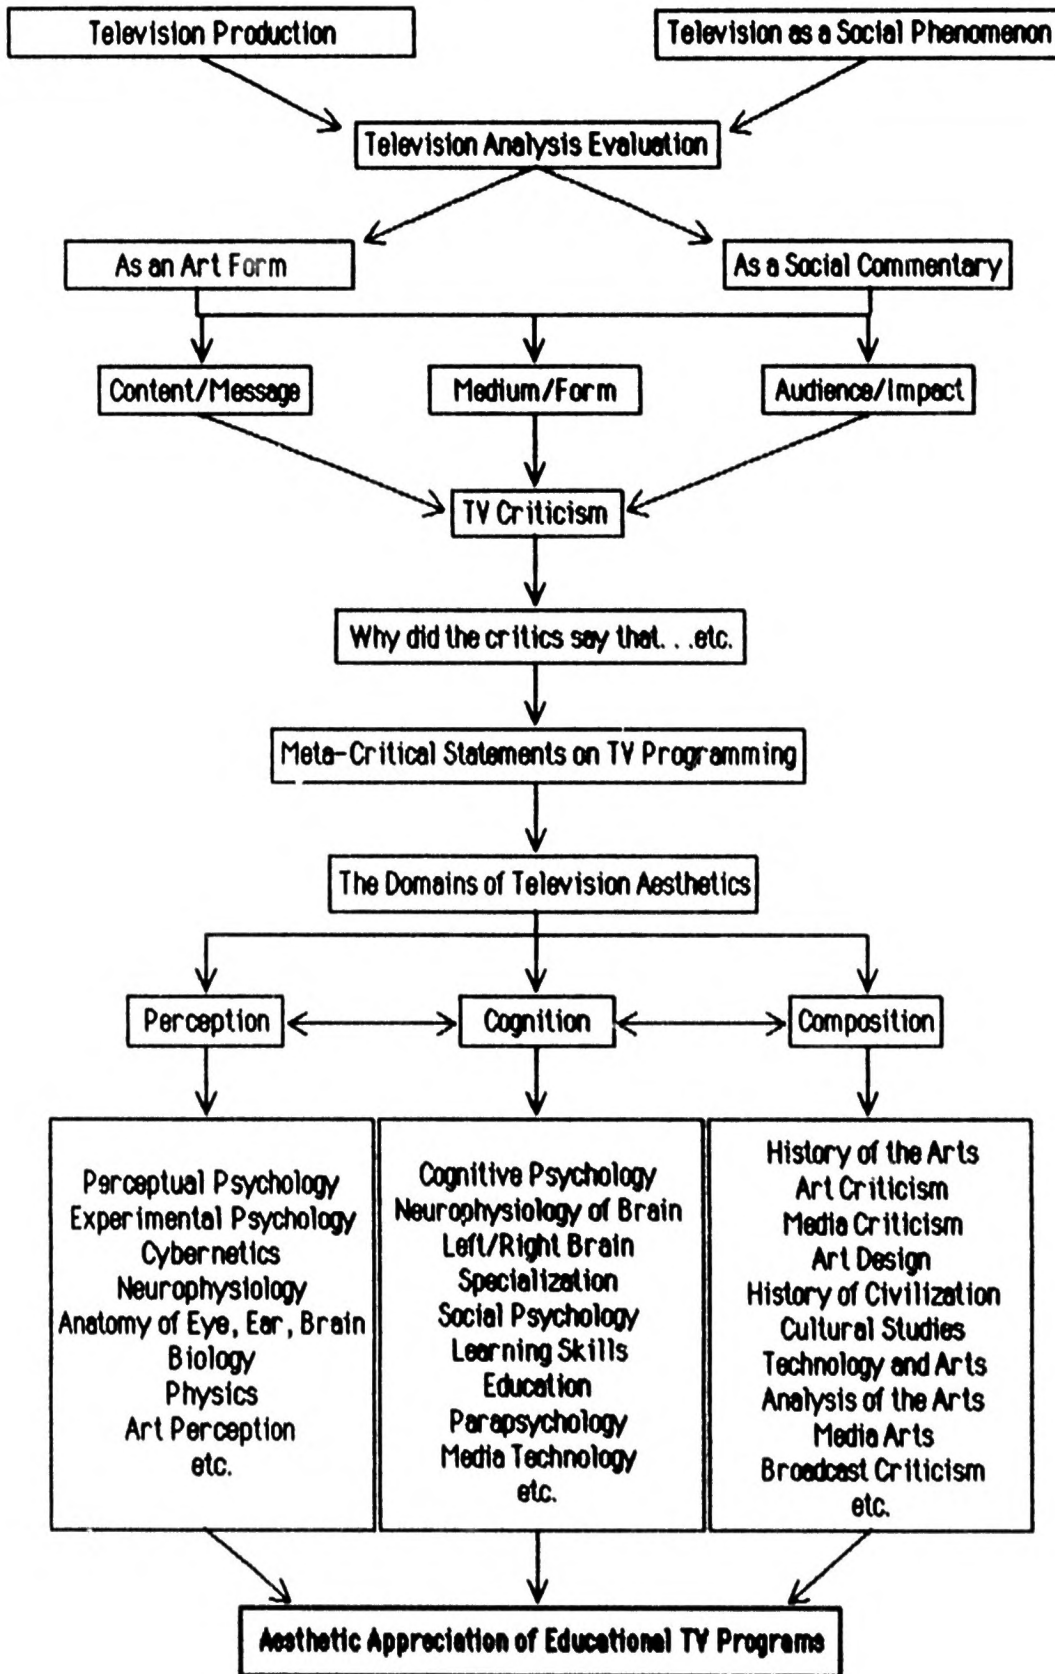 Television Production
Television as a Social Phenomenon
Television Analysis Evaluation
As an Art Form
As a Social Commentary
Content/Message
Medium/Form
Audience/Impact
TV Criticism
Why did the critics say that. . .etc.
Meta-Critical Statements on TV Programming
The Domains of Television Aesthetics
Perception
Cognition
Composition
Perceptual Psychology
Experimental Psychology
Cybernetics
Neurophysiology
Anatomy of Eye, Ear, Brain
Biology
Physics
Art Perception
etc.
Cognitive Psychology
Neurophysiology of Brain
Left/Right Brain
Specialization
Social Psychology
Learning Skills
Education
Parapsychology
Media Technology
etc.
History of the Arts
Art Criticism
Media Criticism
Art Design
History of Civilization
Cultural Studies
Technology and Arts
Analysis of the Arts
Media Arts
Broadcast Criticism
etc.
Aesthetic Appreciation of Educational TV Programs